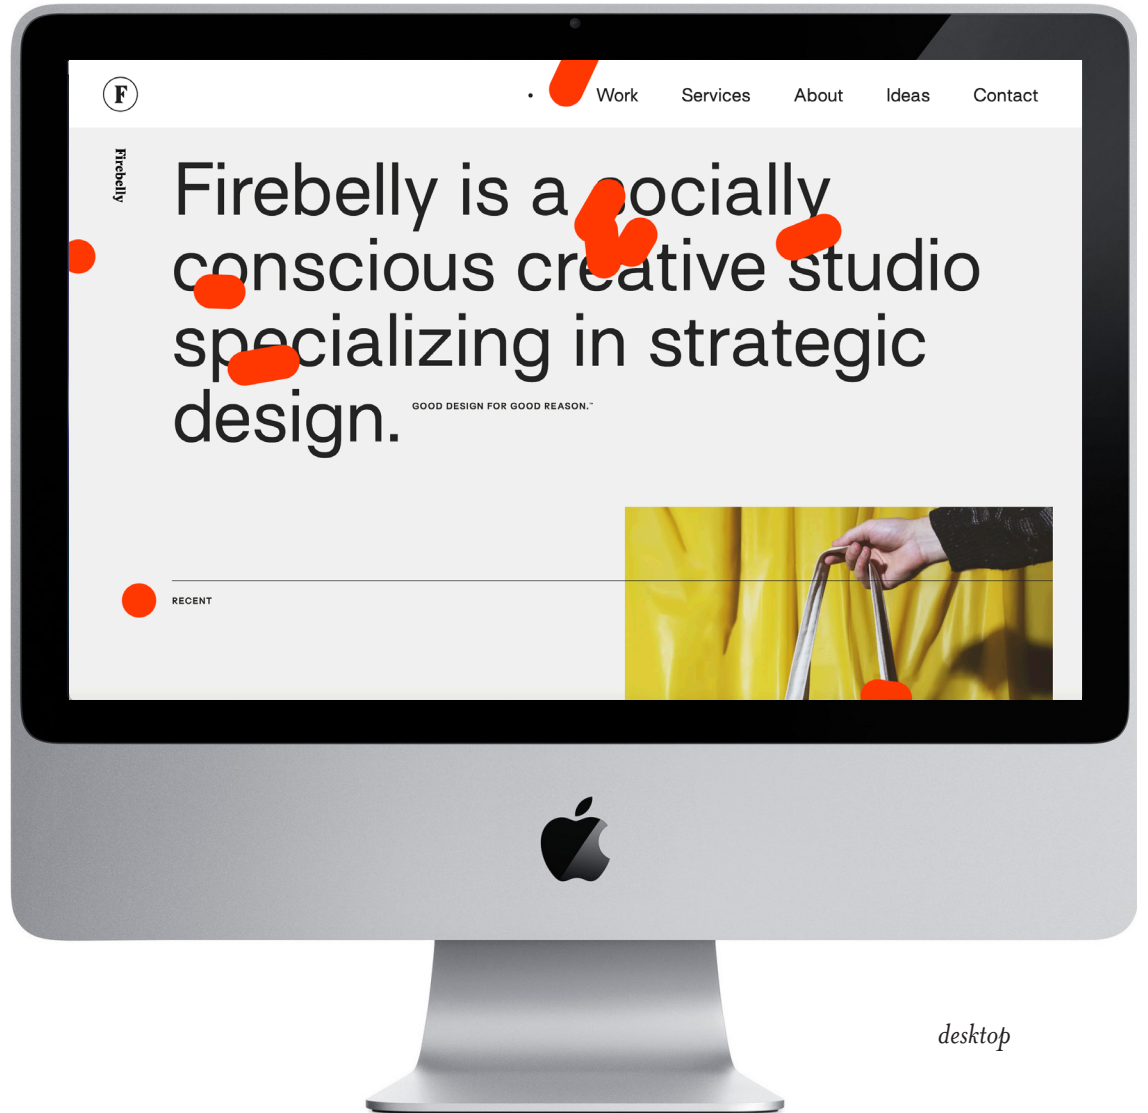 F
Work Services About Ideas Contact
Firebelly
Firebelly is a socially
conscious creative studio
specializing in strategic
design. GOOD DESIGN FOR GOOD REASON.™
RECENT
desktop